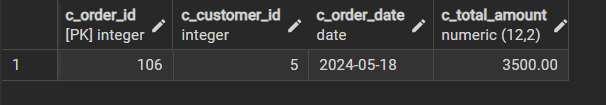 c_order_id c_customer_id c_order_date c_total_amount
[PK] integer integer date numeric (12,2)
1 106 5 2024-05-18 3500.00